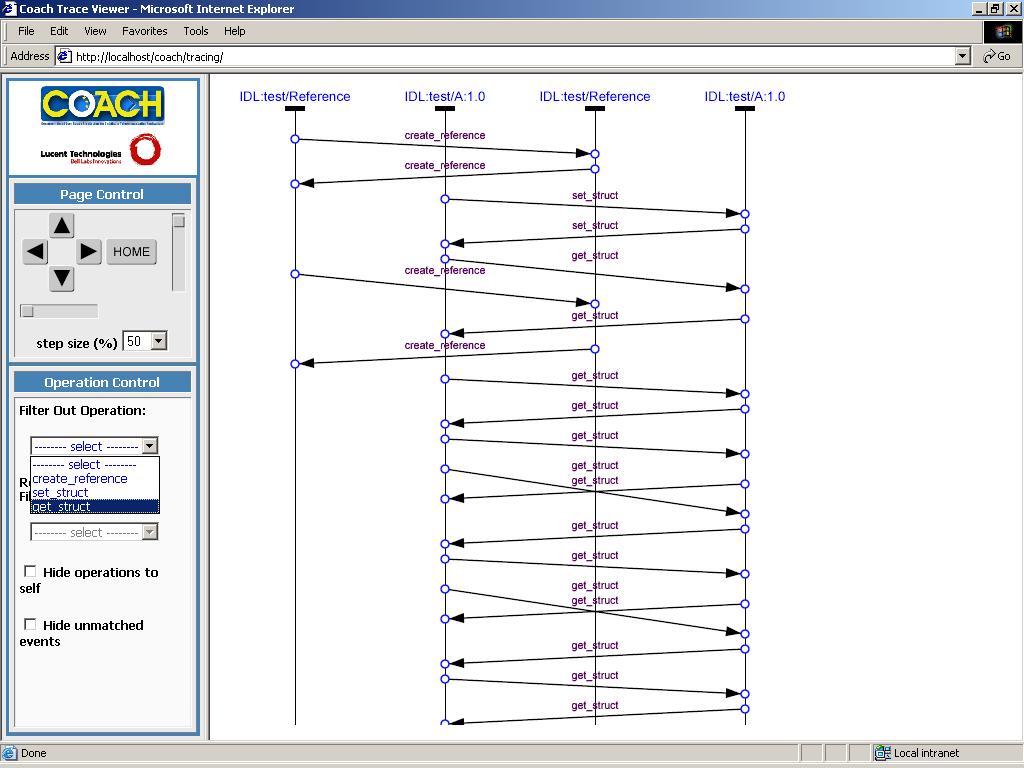 Coach Trace Viewer - Microsoft Internet Explorer
File Edit View Favorites Tools Help
Address http://localhost/coach/tracing/ Go
COACH
Lucent Technologies
Bell Labs Innovations
Page Control
HOME
step size (%) 50
Operation Control
Filter Out Operation:
-------- select --------
-------- select --------
create_reference
set_struct
get_struct
-------- select --------
Hide operations to
self
Hide unmatched
events
IDL:test/Reference IDL:test/A:1.0 IDL:test/Reference IDL:test/A:1.0
create_reference
create_reference
set_struct
set_struct
get_struct
create_reference
get_struct
create_reference
get_struct
get_struct
get_struct
get_struct
get_struct
get_struct
get_struct
get_struct
get_struct
get_struct
get_struct
get_struct
Done Local intranet